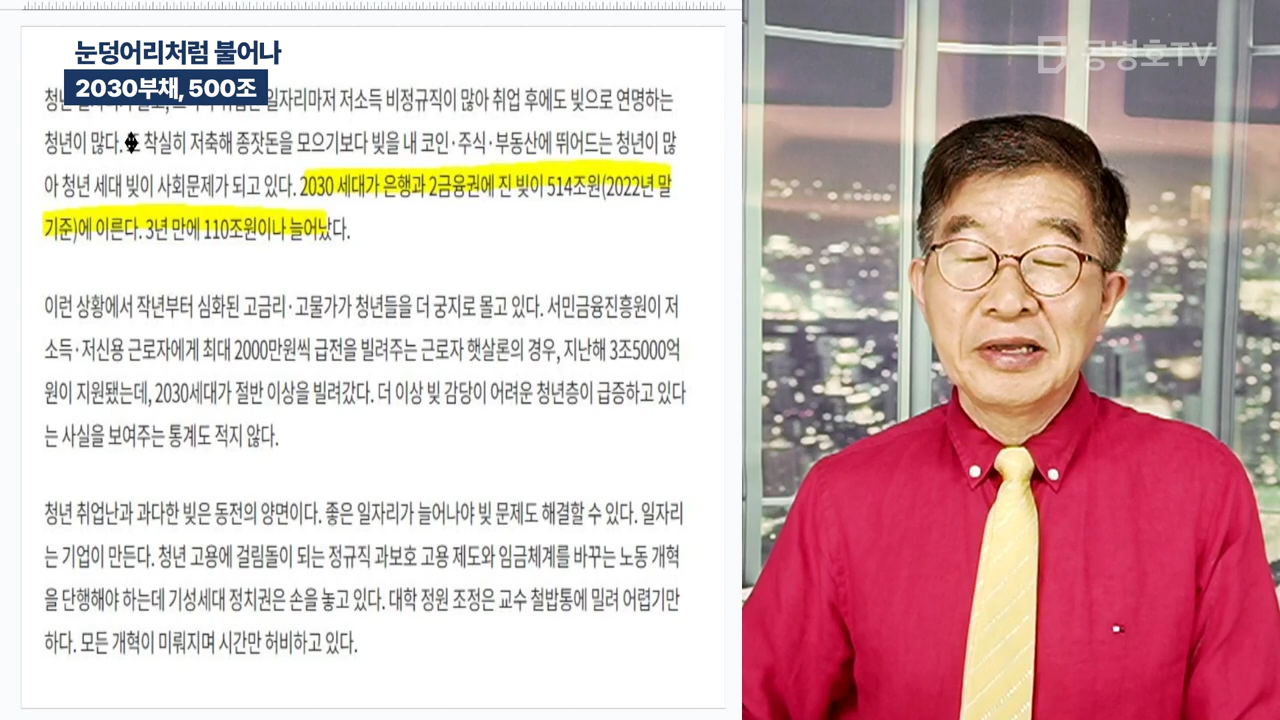 눈덩어리처럼 불어나
2030부채, 500조
일자리마저 저소득 비정규직이 많아 취업 후에도 빚으로 연명하는
청년이 많다. 착실히 저축해 종잣돈을 모으기보다 빚을 내 코인·주식·부동산에 뛰어드는 청년이 많
아 청년 세대 빚이 사회문제가 되고 있다. 2030 세대가 은행과 2금융권에 진 빚이 514조원(2022년 말
기준)에 이른다. 3년 만에 110조원이나 늘어났다.
이런 상황에서 작년부터 심화된 고금리·고물가가 청년들을 더 궁지로 몰고 있다. 서민금융진흥원이 저
소득·저신용 근로자에게 최대 2000만원씩 급전을 빌려주는 근로자 햇살론의 경우, 지난해 3조5000억
원이 지원됐는데, 2030세대가 절반 이상을 빌려갔다. 더 이상 빚 감당이 어려운 청년층이 급증하고 있다
는 사실을 보여주는 통계도 적지 않다.
청년 취업난과 과다한 빚은 동전의 양면이다. 좋은 일자리가 늘어나야 빚 문제도 해결할 수 있다. 일자리
는 기업이 만든다. 청년 고용에 걸림돌이 되는 정규직 과보호 고용 제도와 임금체계를 바꾸는 노동 개혁
을 단행해야 하는데 기성세대 정치권은 손을 놓고 있다. 대학 정원 조정은 교수 철밥통에 밀려 어렵기만
하다. 모든 개혁이 미뤄지며 시간만 허비하고 있다.
공병호TV